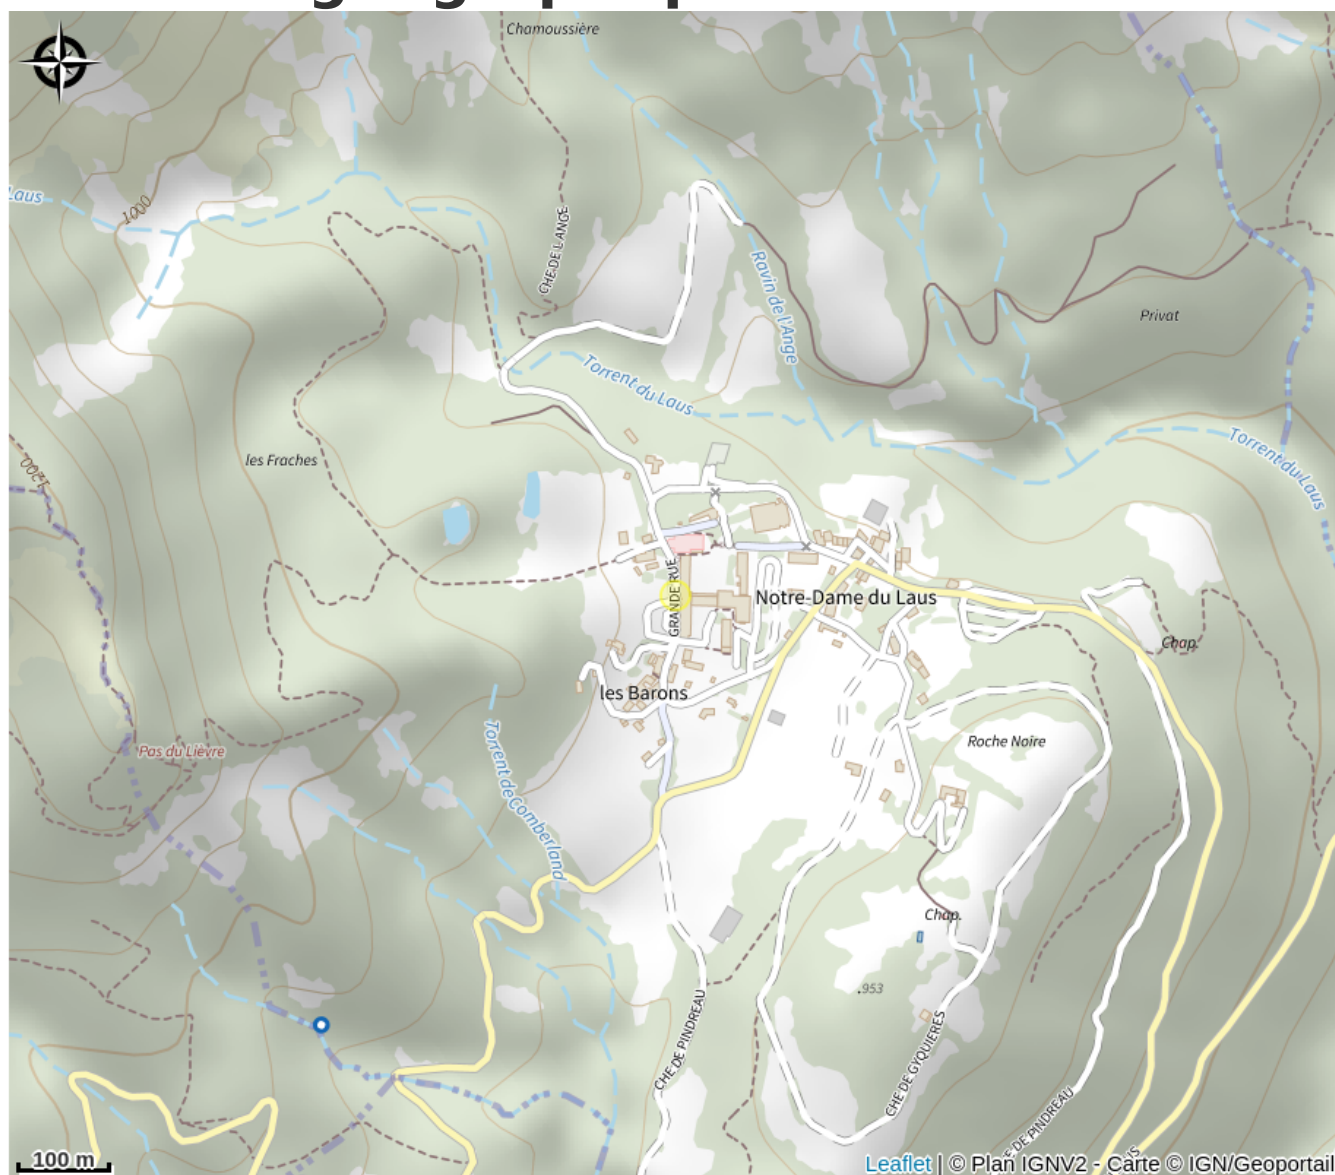 Chamoussière
Laus
1000
CHE DE L'ANGE
Ravin de l'Ange
Privat
Torrent du Laus
Torrent du Laus
1200
les Fraches
GRANDE RUE
Notre-Dame du Laus
Chap.
les Barons
Pas du Lièvre
Roche Noire
Torrent de Comberland
Chap.
.953
CHE DE PINDREAU
CHE DE GYQUIERES
E DE PINDREAU
100 m
Leaflet | © Plan IGNV2 - Carte © IGN/Geoportail